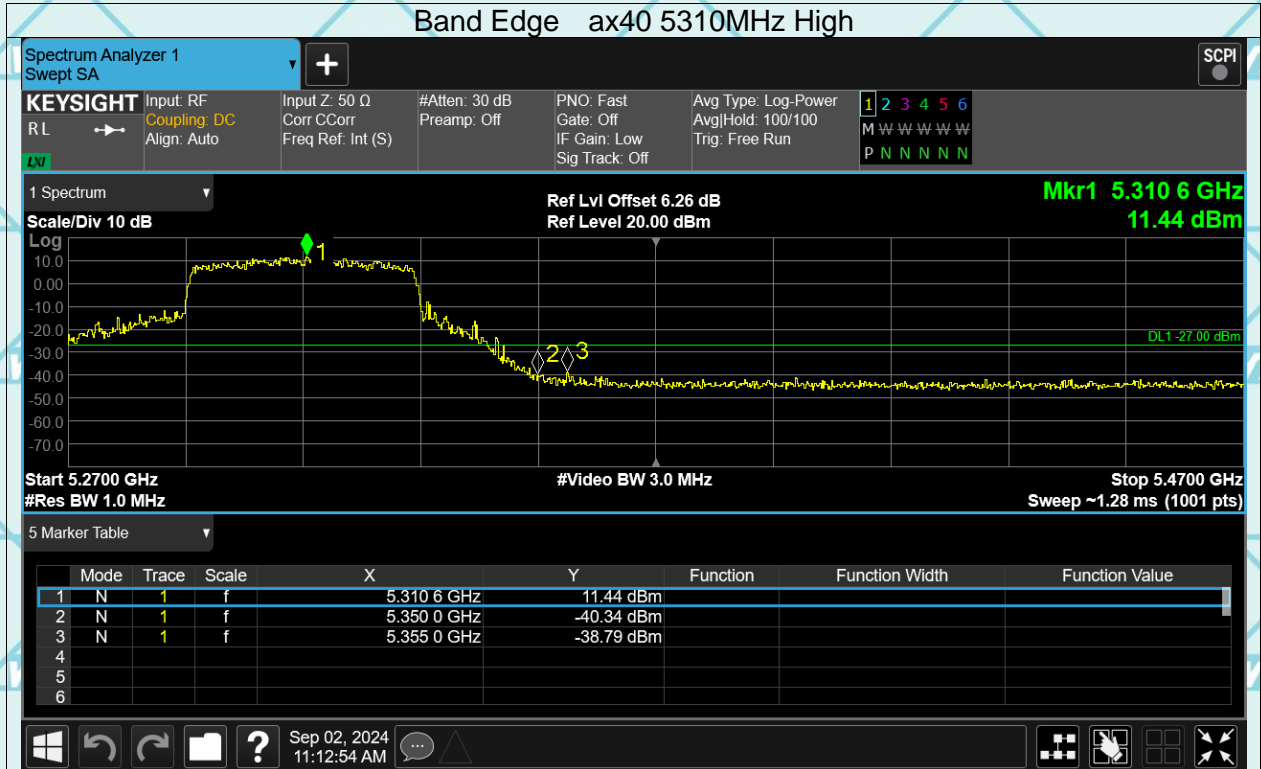 Band Edge ax40 5310MHz High
Spectrum Analyzer 1
Swept SA
+
SCPI
KEYSIGHT Input: RF Input Z: 50 Ω #Atten: 30 dB PNO: Fast Avg Type: Log-Power 1 2 3 4 5 6
RL Coupling: DC Corr CCorr Preamp: Off Gate: Off Avg|Hold: 100/100 M W W W W W W
Align: Auto Freq Ref: Int (S) IF Gain: Low Trig: Free Run
LXI Sig Track: Off P N N N N N N
1 Spectrum Ref Lvl Offset 6.26 dB Mkr1 5.310 6 GHz
Scale/Div 10 dB Ref Level 20.00 dBm 11.44 dBm
Log
1
10.0
0.00
-10.0
-20.0
DL1 -27.00 dBm
-30.0 2 3
-40.0
-50.0
-60.0
-70.0
Start 5.2700 GHz #Video BW 3.0 MHz Stop 5.4700 GHz
#Res BW 1.0 MHz Sweep ~1.28 ms (1001 pts)
5 Marker Table
Mode Trace Scale X Y Function Function Width Function Value
1 N 1 f 5.310 6 GHz 11.44 dBm
2 N 1 f 5.350 0 GHz -40.34 dBm
3 N 1 f 5.355 0 GHz -38.79 dBm
4
5
6
? Sep 02, 2024
11:12:54 AM